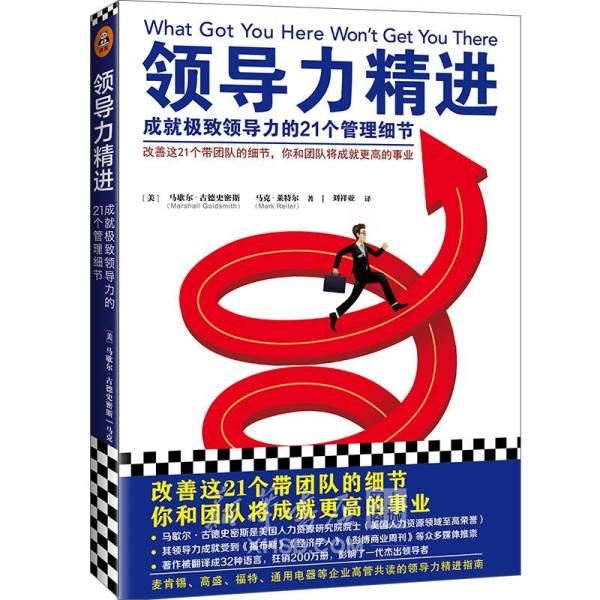 What Got You Here Won't Get You There
领导力精进
成就极致领导力的21个管理细节
改善这21个带团队的细节，你和团队将成就更高的事业
[美] 马歇尔·古德史密斯 马克·莱特尔 著 | 刘祥亚 译
(Marshall Goldsmith) (Mark Reiter)
改善这21个带团队的细节
你和团队将成就更高的事业
• 马歇尔·古德史密斯是美国人力资源研究院院士（美国人力资源领域至高荣誉）
• 其领导力成就受到《福布斯》《经济学人》《彭博商业周刊》等众多媒体推崇
• 著作被翻译成32种语言，狂销200万册，影响了一代杰出领导者
麦肯锡、高盛、福特、通用电器等企业高管共读的领导力精进指南
领导力精进
成就极致领导力的
21个管理细节
[美] 马歇尔·古德史密斯 | 马克